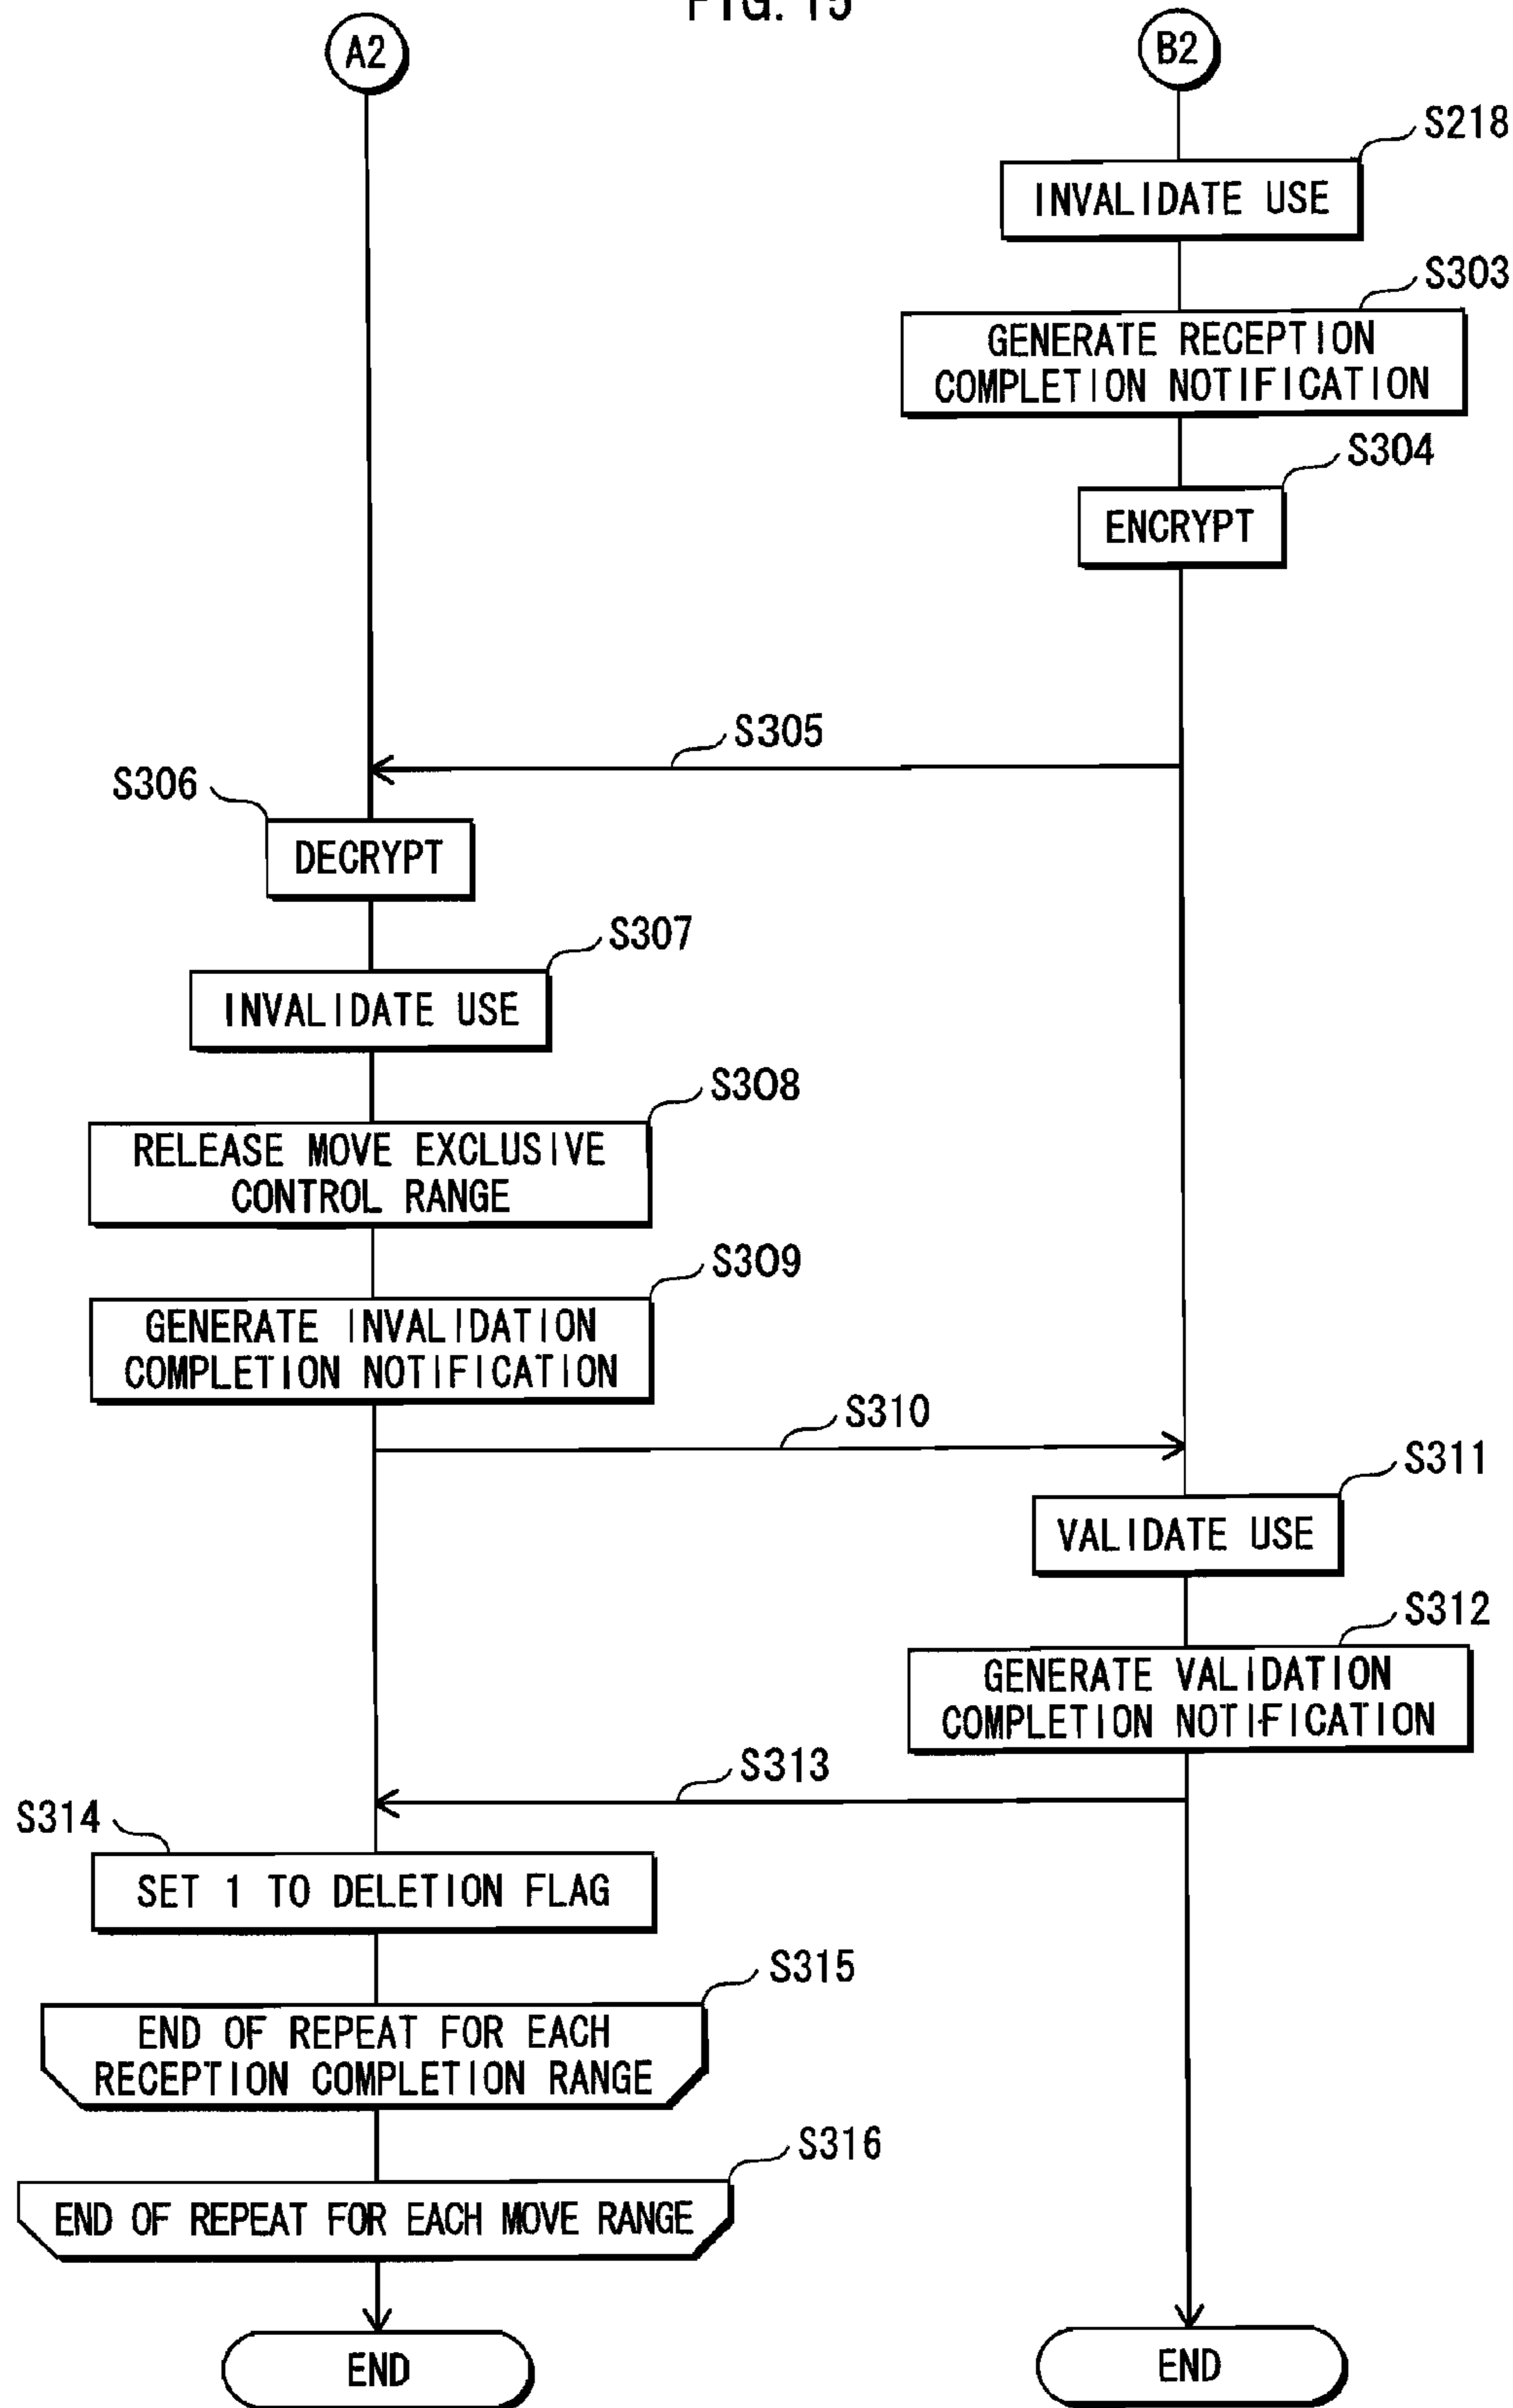 FIG. 15
A2
B2
S218
INVALIDATE USE
S303
GENERATE RECEPTION
COMPLETION NOTIFICATION
S304
ENCRYPT
S305
S306
DECRYPT
S307
INVALIDATE USE
S308
RELEASE MOVE EXCLUSIVE
CONTROL RANGE
S309
GENERATE INVALIDATION
COMPLETION NOTIFICATION
S310
S311
VALIDATE USE
S312
GENERATE VALIDATION
COMPLETION NOTIFICATION
S313
S314
SET 1 TO DELETION FLAG
S315
END OF REPEAT FOR EACH
RECEPTION COMPLETION RANGE
S316
END OF REPEAT FOR EACH MOVE RANGE
END
END